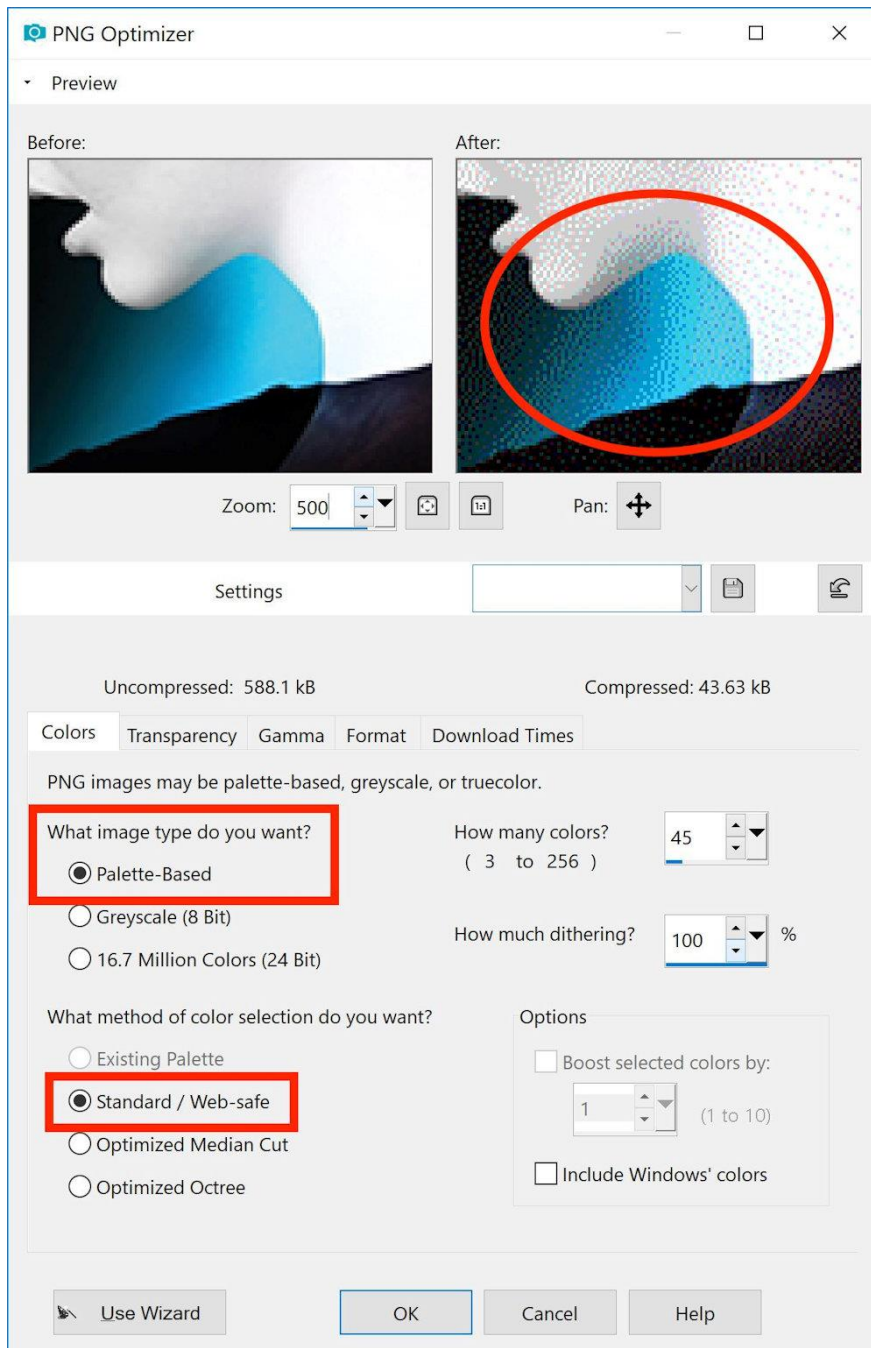 PNG Optimizer
Preview
Before: After:
Zoom: 500 1:1 Pan:
Settings
Uncompressed: 588.1 kB Compressed: 43.63 kB
Colors Transparency Gamma Format Download Times
PNG images may be palette-based, greyscale, or truecolor.
What image type do you want? How many colors? 45
Palette-Based ( 3 to 256 )
Greyscale (8 Bit)
How much dithering? 100 %
16.7 Million Colors (24 Bit)
What method of color selection do you want? Options
Existing Palette Boost selected colors by:
Standard / Web-safe 1 (1 to 10)
Optimized Median Cut
Optimized Octree Include Windows' colors
Use Wizard OK Cancel Help